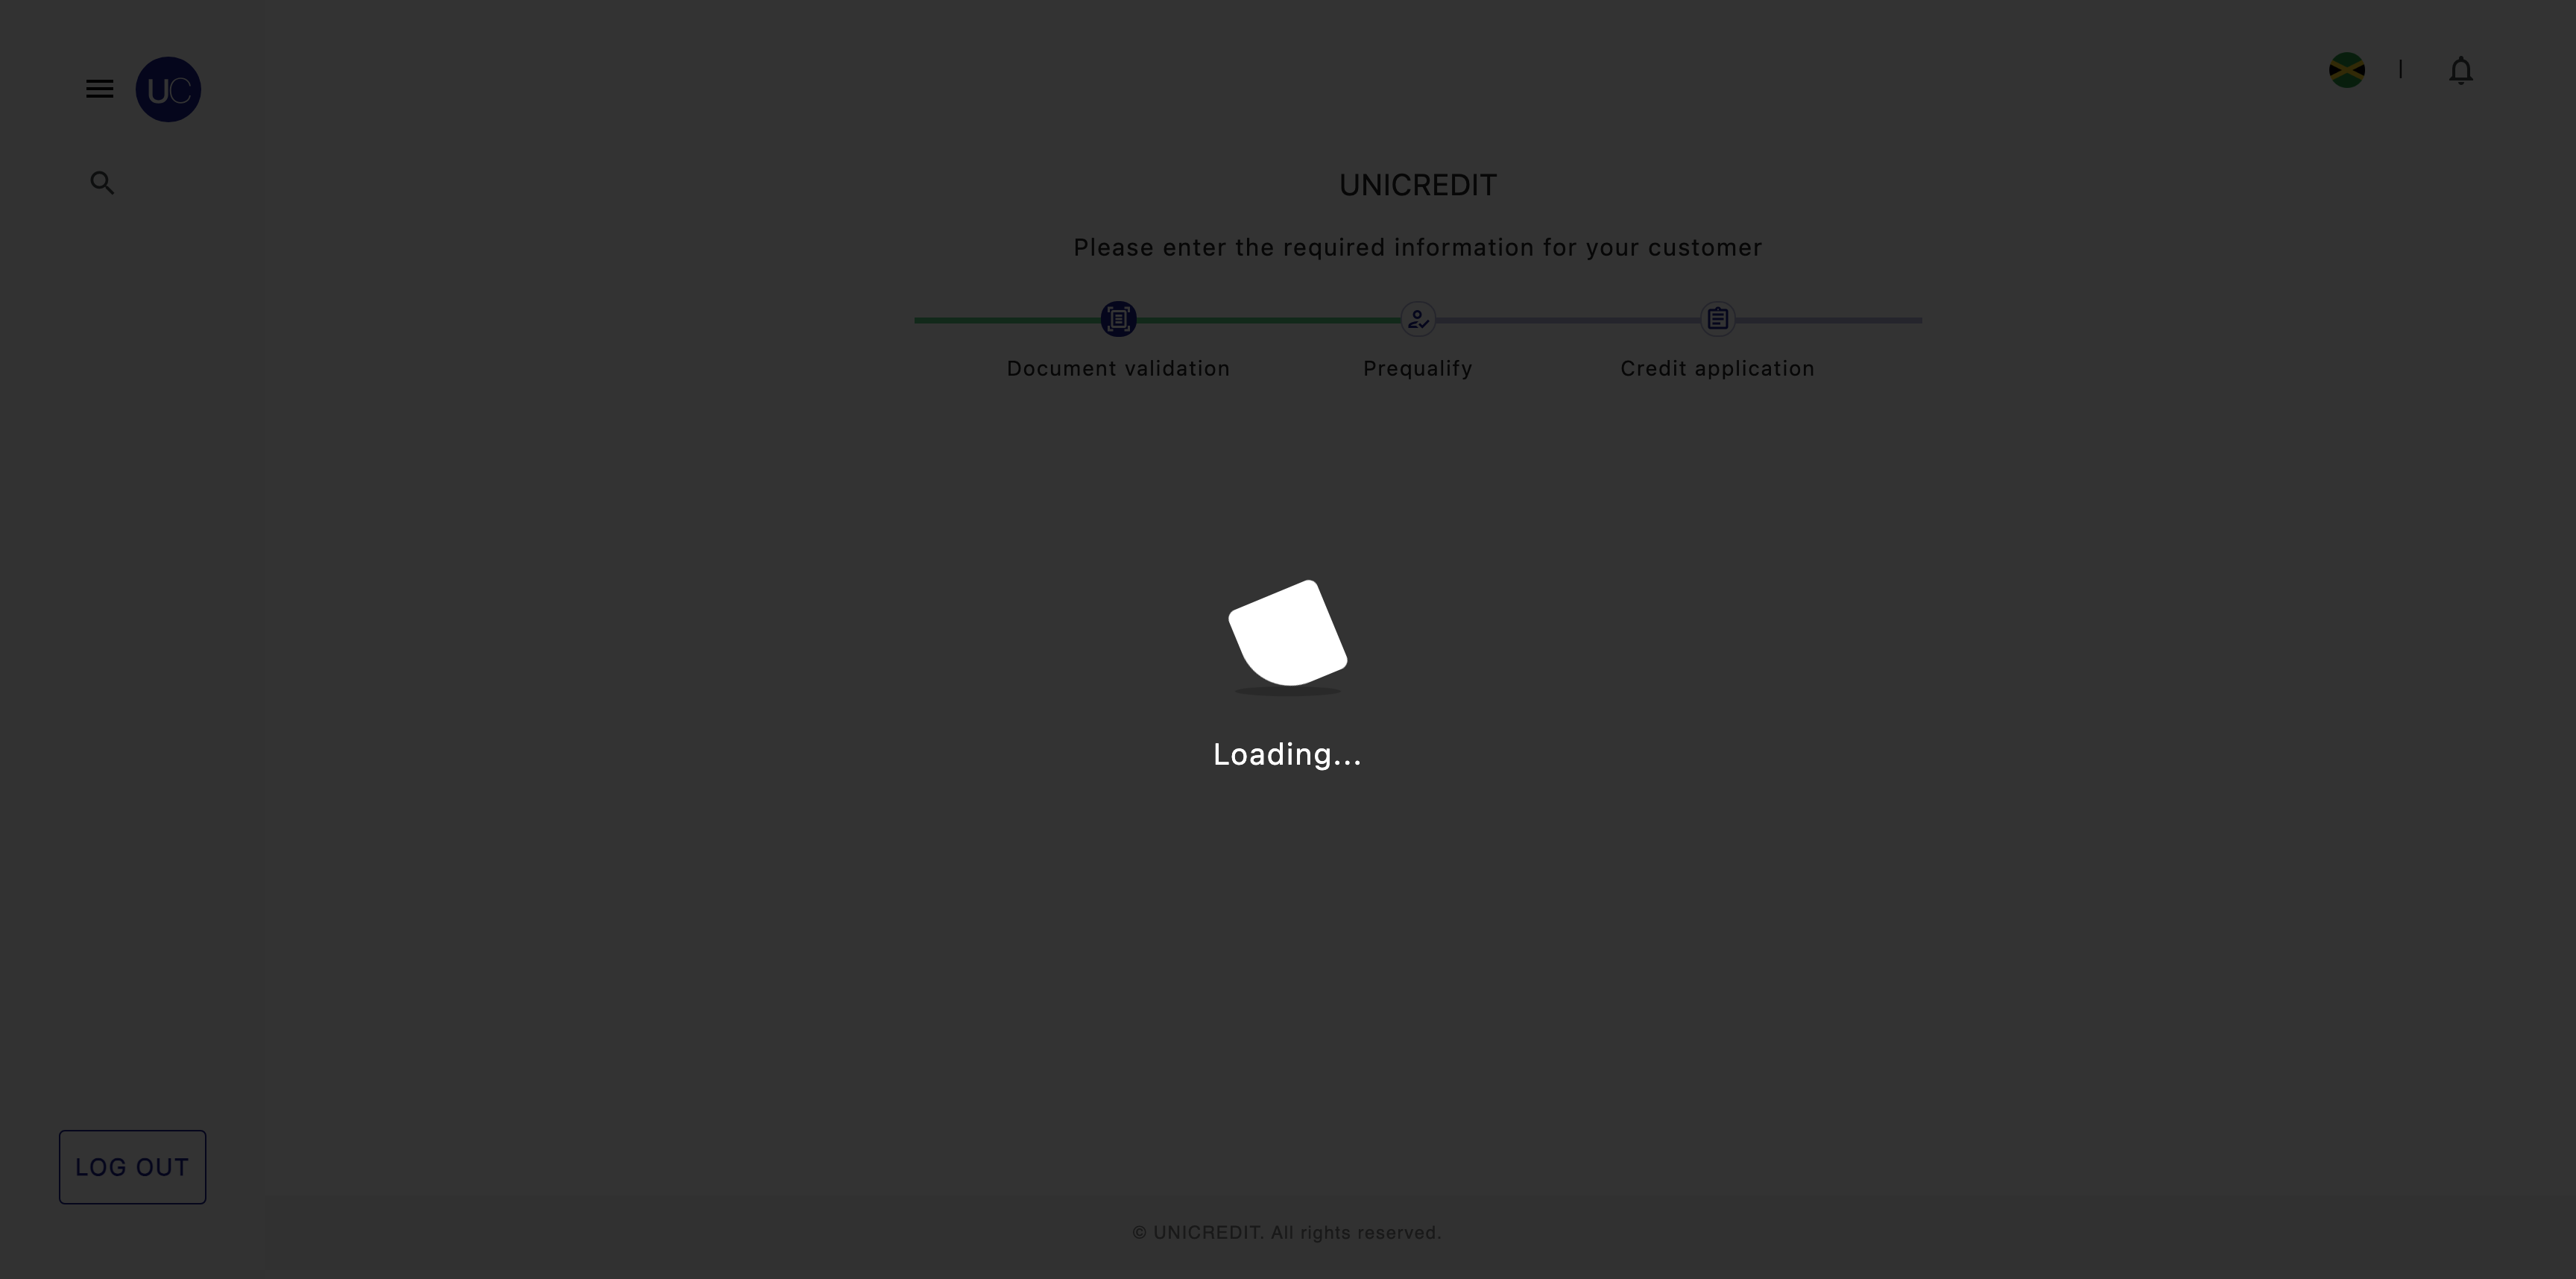 UC
UNICREDIT
Please enter the required information for your customer
Document validation
Prequalify
Credit application
Loading...
LOG OUT
© UNICREDIT. All rights reserved.